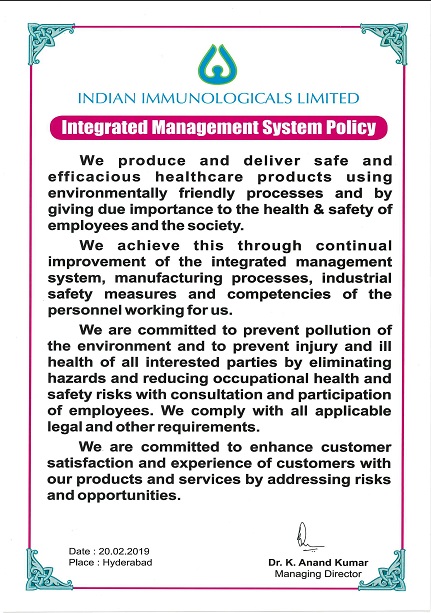 INDIAN IMMUNOLOGICALS LIMITED
Integrated Management System Policy
We produce and deliver safe and
efficacious healthcare products using
environmentally friendly processes and by
giving due importance to the health & safety of
employees and the society.
We achieve this through continual
improvement of the integrated management
system, manufacturing processes, industrial
safety measures and competencies of the
personnel working for us.
We are committed to prevent pollution of
the environment and to prevent injury and ill
health of all interested parties by eliminating
hazards and reducing occupational health and
safety risks with consultation and participation
of employees. We comply with all applicable
legal and other requirements.
We are committed to enhance customer
satisfaction and experience of customers with
our products and services by addressing risks
and opportunities.
Date : 20.02.2019
Place : Hyderabad
Dr. K. Anand Kumar
Managing Director